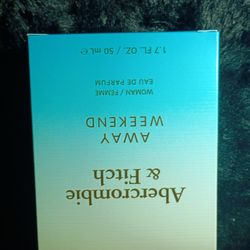 Abercrombie
& Fitch
AWAY
WEEKEND
WOMAN / FEMME
EAU DE PARFUM
1.7 FL. OZ. / 50 ml ℮